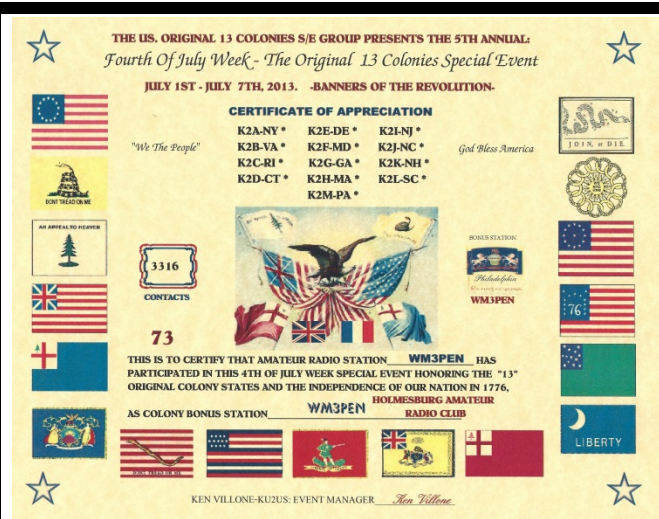 THE US. ORIGINAL 13 COLONIES S/E GROUP PRESENTS THE 5TH ANNUAL:
Fourth Of July Week - The Original 13 Colonies Special Event
JULY 1ST - JULY 7TH, 2013. -BANNERS OF THE REVOLUTION-
CERTIFICATE OF APPRECIATION
K2A-NY * K2E-DE * K2I-NJ *
"We The People" K2B-VA * K2F-MD * K2J-NC * God Bless America
K2C-RI * K2G-GA * K2K-NH *
K2D-CT * K2H-MA * K2L-SC *
K2M-PA *
JOIN, or DIE.
DONT TREAD ON ME
AN APPEAL TO HEAVEN
3316
CONTACTS
BONUS STATION
Philadelphia
WM3PEN
76
73
THIS IS TO CERTIFY THAT AMATEUR RADIO STATION WM3PEN HAS
PARTICIPATED IN THIS 4TH OF JULY WEEK SPECIAL EVENT HONORING THE "13"
ORIGINAL COLONY STATES AND THE INDEPENDENCE OF OUR NATION IN 1776,
AS COLONY BONUS STATION WM3PEN HOLMESBURG AMATEUR
RADIO CLUB
LIBERTY
DONT TREAD ON ME
KEN VILLONE-KU2US: EVENT MANAGER Ken Villone